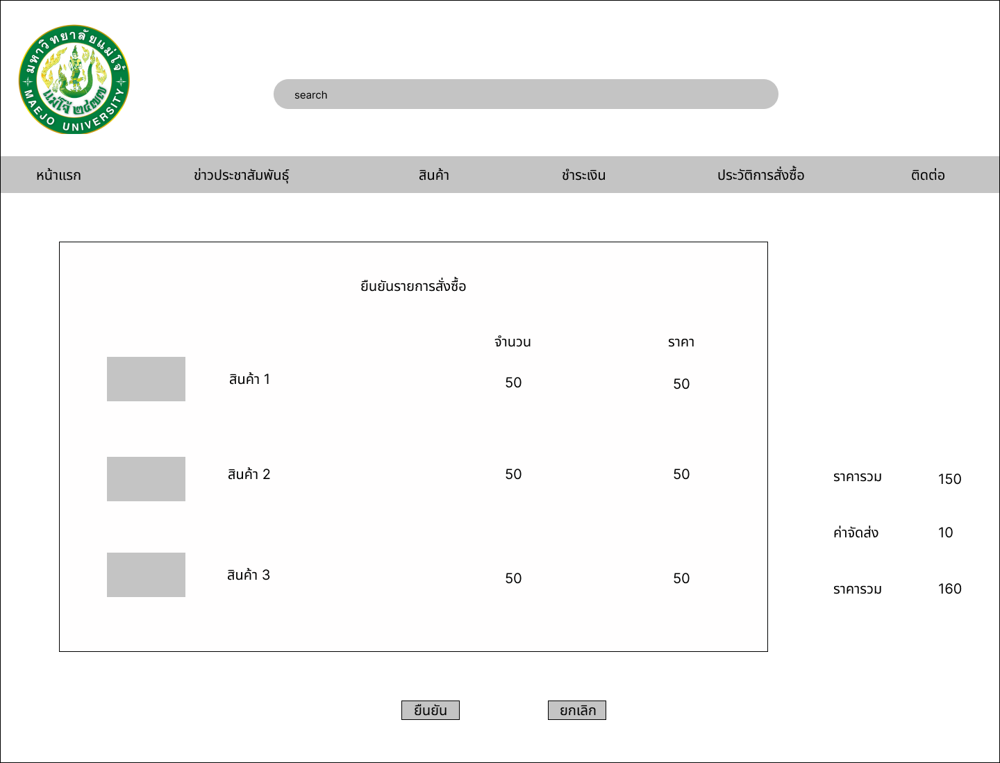 มหาวิทยาลัยแม่โจ้
แม่โจ้ ๒๔๗๗
MAEJO UNIVERSITY
search
หน้าแรก ข่าวประชาสัมพันธุ์ สินค้า ชำระเงิน ประวัติการสั่งซื้อ ติดต่อ
ยืนยันรายการสั่งซื้อ
จำนวน ราคา
สินค้า 1 50 50
สินค้า 2 50 50
ราคารวม 150
ค่าจัดส่ง 10
สินค้า 3 50 50
ราคารวม 160
ยืนยัน ยกเลิก